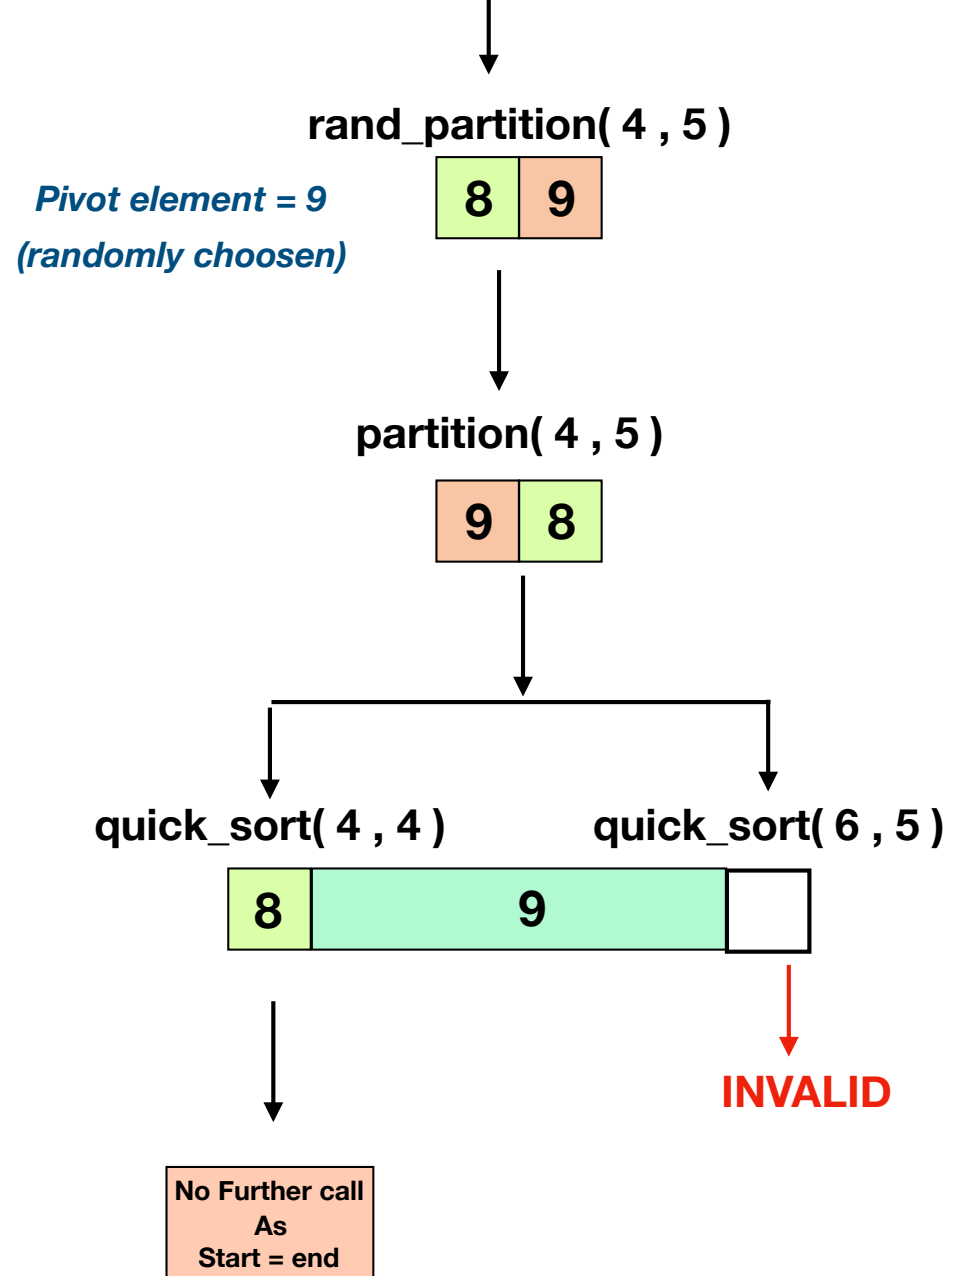 rand_partition( 4 , 5 )
Pivot element = 9
(randomly choosen)
8 9
partition( 4 , 5 )
9 8
quick_sort( 4 , 4 ) quick_sort( 6 , 5 )
8 9
INVALID
No Further call
As
Start = end